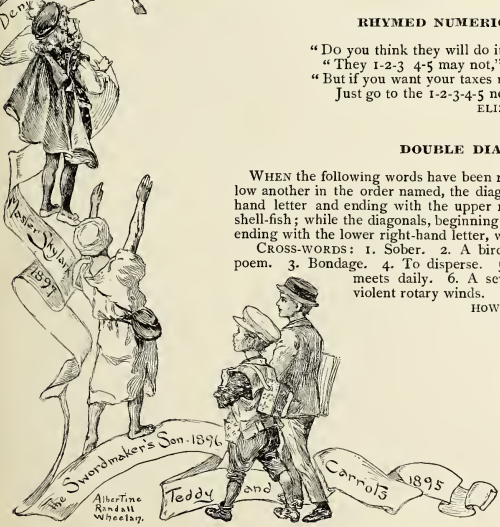 RHYMED NUMERIC
"Do you think they will do i
"They 1-2-3 4-5 may not,"
"But if you want your taxes
Just go to the 1-2-3-4-5 n
ELI
DOUBLE DIA
WHEN the following words have been
low another in the order named, the diag
hand letter and ending with the upper
shell-fish; while the diagonals, beginning
ending with the lower right-hand letter, w
CROSS-WORDS: 1. Sober. 2. A bird
poem. 3. Bondage. 4. To disperse.
meets daily. 6. A se
violent rotary winds.
HOW
Master Skylark
1897
The Swordmaker's Son-1896
Teddy and Carrots 1895
Albertine
Randall
Wheelan.